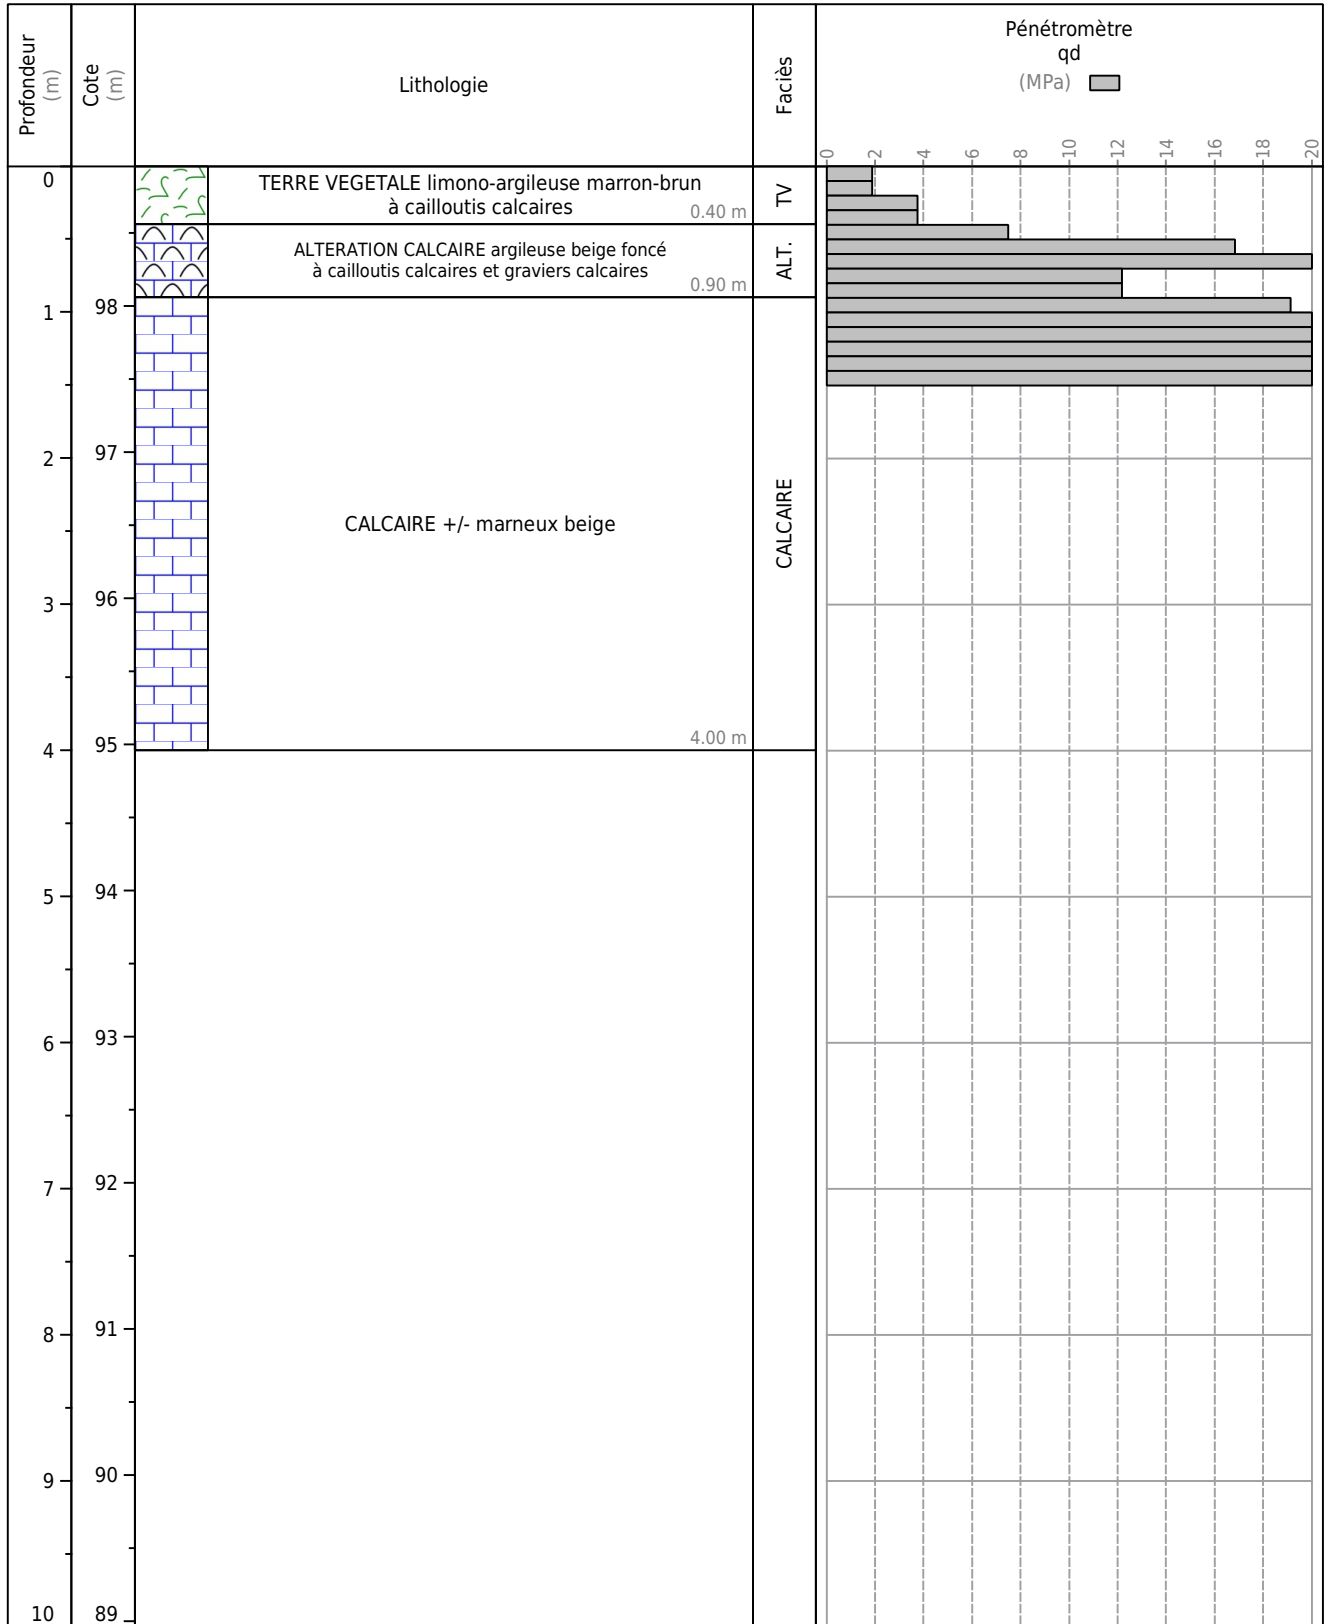 Profondeur
(m)
Cote
(m)
Lithologie
Faciès
Pénétromètre
qd
(MPa)
0 2 4 6 8 10 12 14 16 18 20
0
TERRE VEGETALE limono-argileuse marron-brun
à cailloutis calcaires
0.40 m
TV
ALTERATION CALCAIRE argileuse beige foncé
à cailloutis calcaires et graviers calcaires
0.90 m
ALT.
1
98
2
97
CALCAIRE +/- marneux beige
CALCAIRE
3
96
4.00 m
4
95
5
94
6
93
7
92
8
91
9
90
10
89